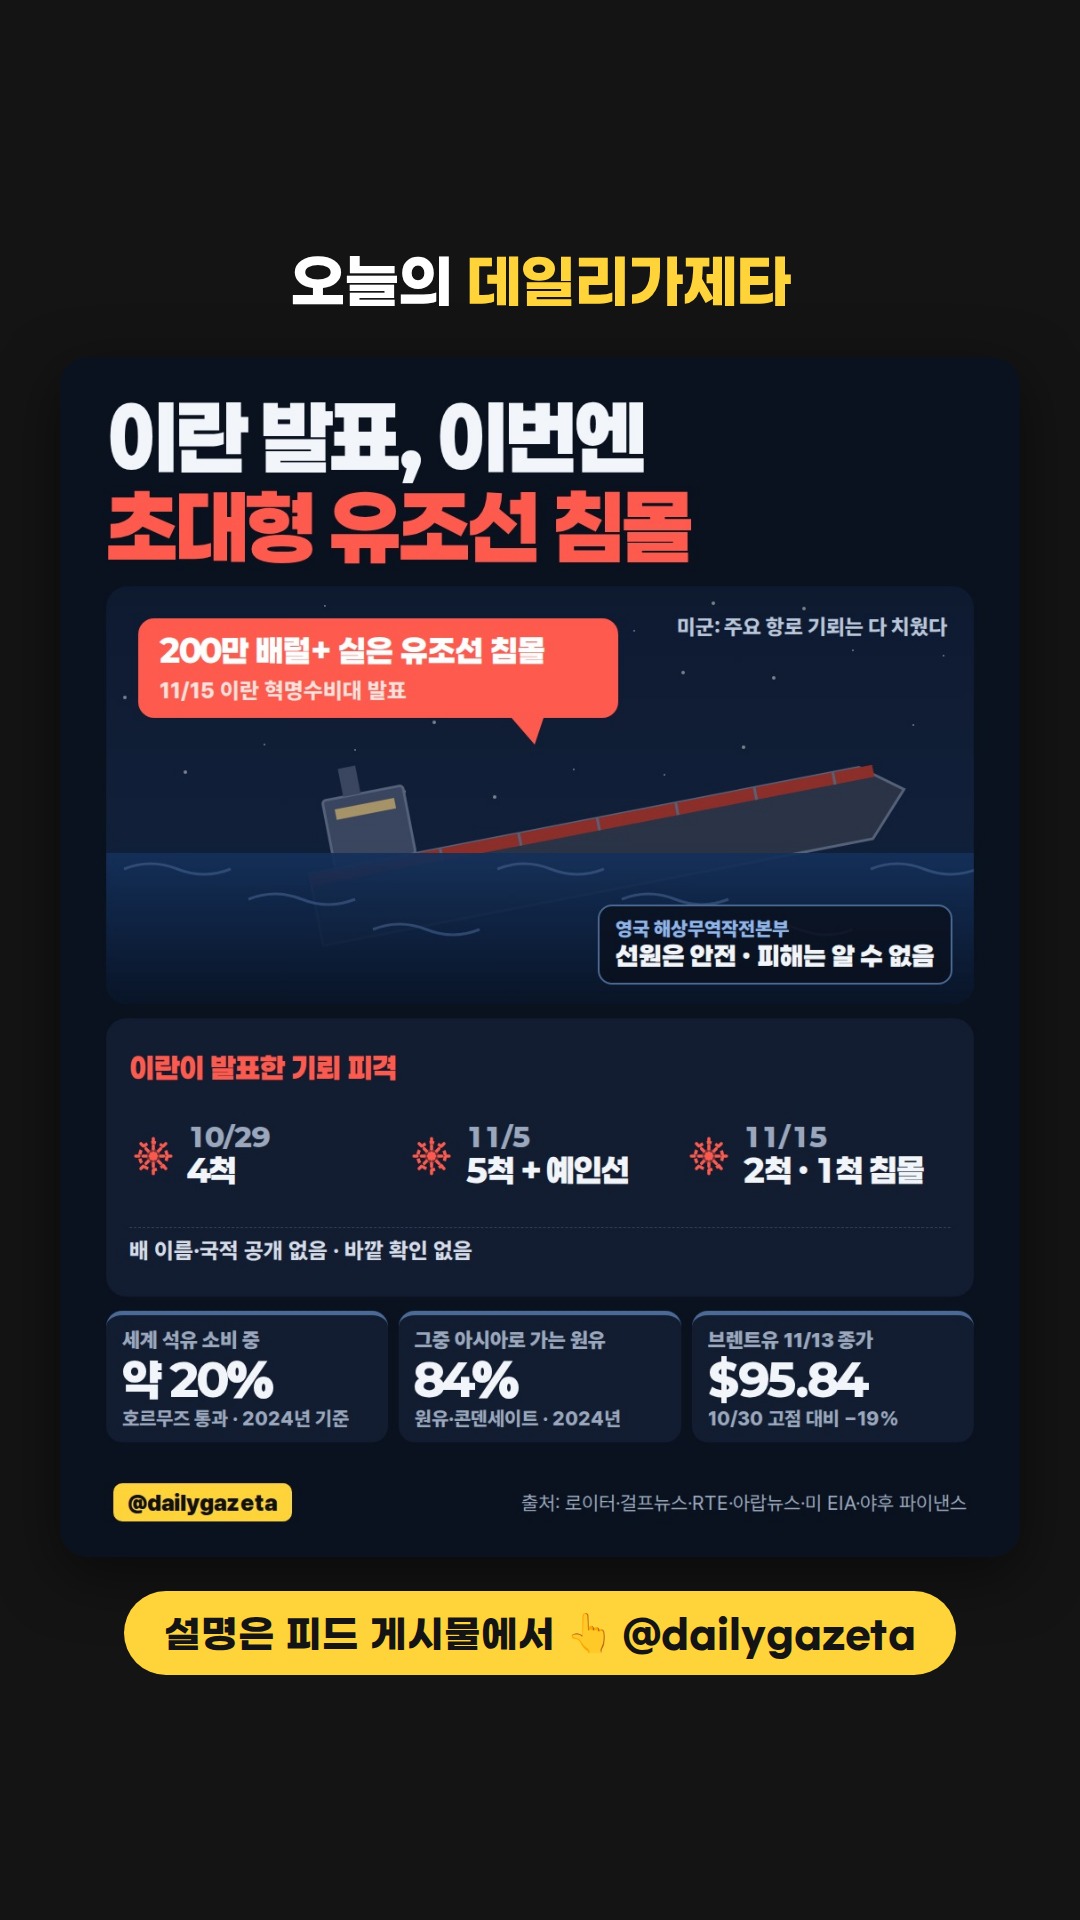 오늘의 데일리가제타
이란 발표, 이번엔
초대형 유조선 침몰
200만 배럴+ 실은 유조선 침몰
11/15 이란 혁명수비대 발표
미군: 주요 항로 기뢰는 다 치웠다
영국 해상무역작전본부
선원은 안전 · 피해는 알 수 없음
이란이 발표한 기뢰 피격
10/29
4척
11/5
5척 + 예인선
11/15
2척 · 1척 침몰
배 이름·국적 공개 없음 · 바깥 확인 없음
세계 석유 소비 중
약 20%
호르무즈 통과 · 2024년 기준
그중 아시아로 가는 원유
84%
원유·콘덴세이트 · 2024년
브렌트유 11/13 종가
$95.84
10/30 고점 대비 −19%
@dailygazeta
출처: 로이터·걸프뉴스·RTE·아랍뉴스·미 EIA·야후 파이낸스
설명은 피드 게시물에서 👆 @dailygazeta